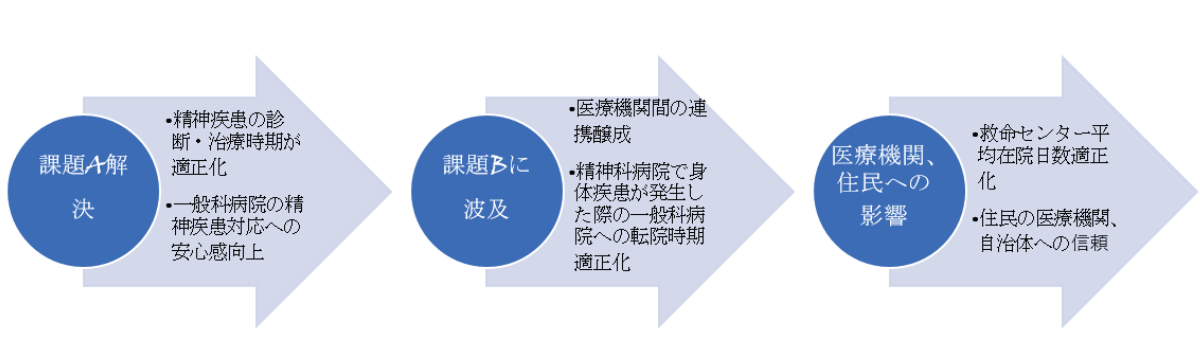 課題A解
決
•精神疾患の診
断・治療時期が
適正化
•一般科病院の精
神疾患対応への
安心感向上
課題Bに
波及
•医療機関間の連
携醸成
•精神科病院で身
体疾患が発生し
た際の一般科病
院への転院時期
適正化
医療機関、
住民への
影響
•救命センター平
均在院日数適正
化
•住民の医療機関、
自治体への信頼